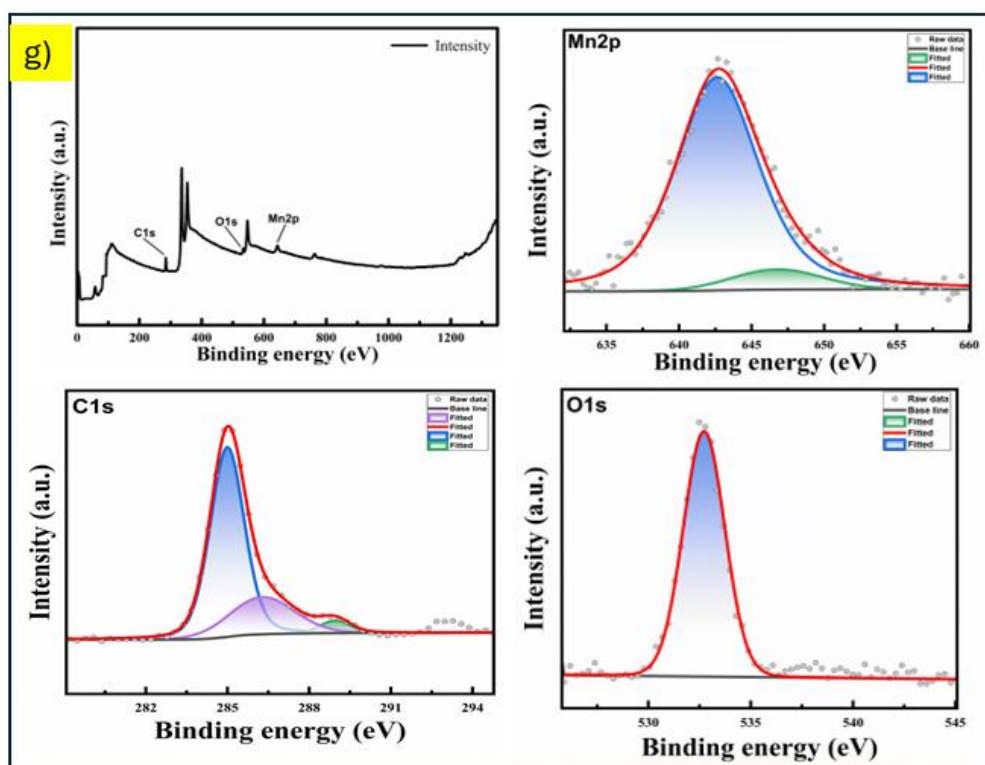 g)
Intensity
C1s
O1s
Mn2p
Intensity (a.u.)
0 200 400 600 800 1000 1200
Binding energy (eV)
Mn2p
Raw data
Base line
Fitted
Fitted
Fitted
Intensity (a.u.)
635 640 645 650 655 660
Binding energy (eV)
C1s
Raw data
Base line
Fitted
Fitted
Fitted
Fitted
Intensity (a.u.)
282 285 288 291 294
Binding energy (eV)
O1s
Raw data
Base line
Fitted
Fitted
Fitted
Intensity (a.u.)
530 535 540 545
Binding energy (eV)